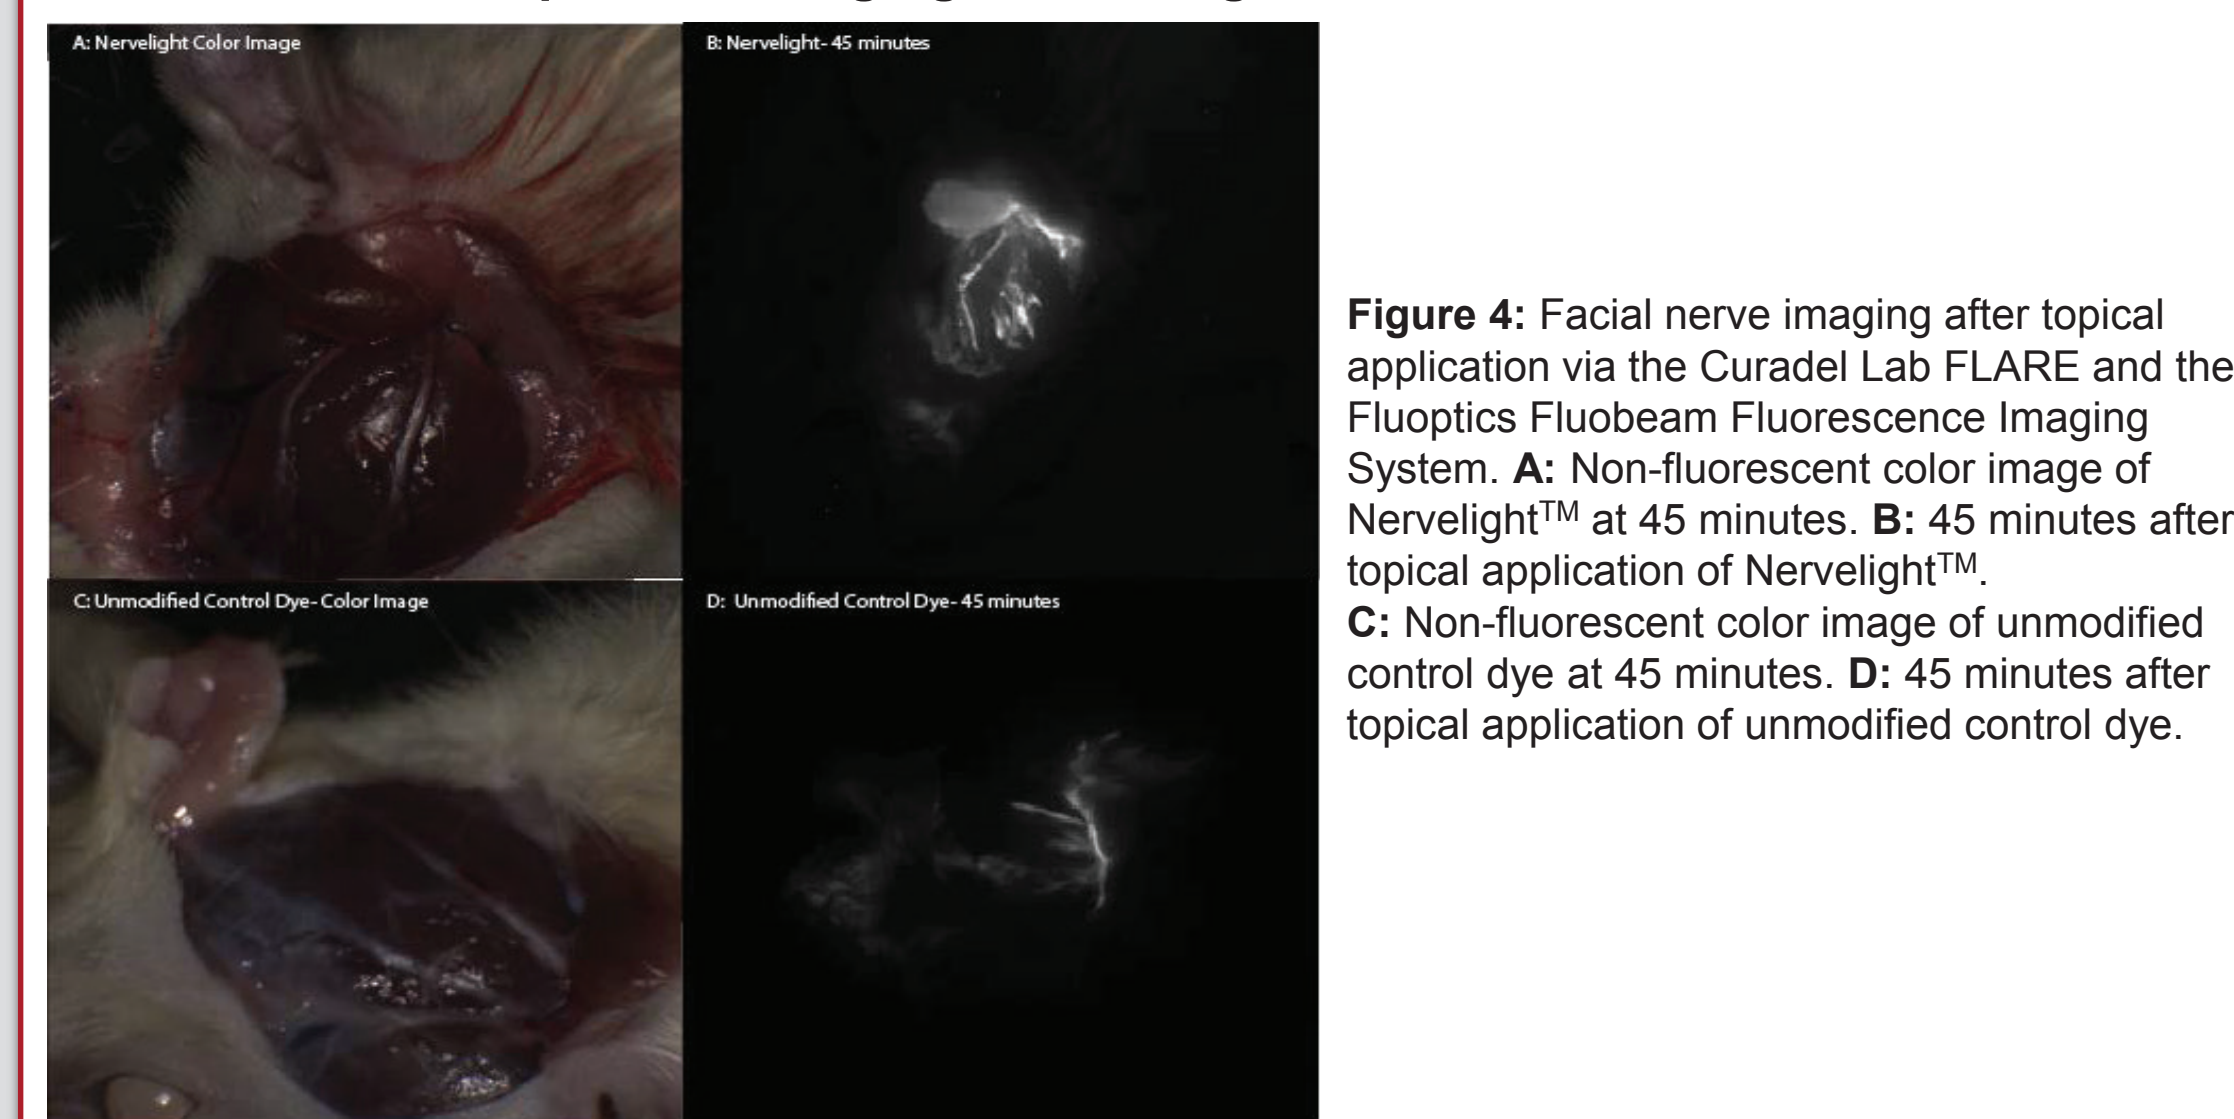 A: Nervelight Color Image
B: Nervelight- 45 minutes
C: Unmodified Control Dye- Color Image
D: Unmodified Control Dye- 45 minutes
Figure 4: Facial nerve imaging after topical
application via the Curadel Lab FLARE and the
Fluoptics Fluobeam Fluorescence Imaging
System. A: Non-fluorescent color image of
Nervelight™ at 45 minutes. B: 45 minutes after
topical application of Nervelight™.
C: Non-fluorescent color image of unmodified
control dye at 45 minutes. D: 45 minutes after
topical application of unmodified control dye.